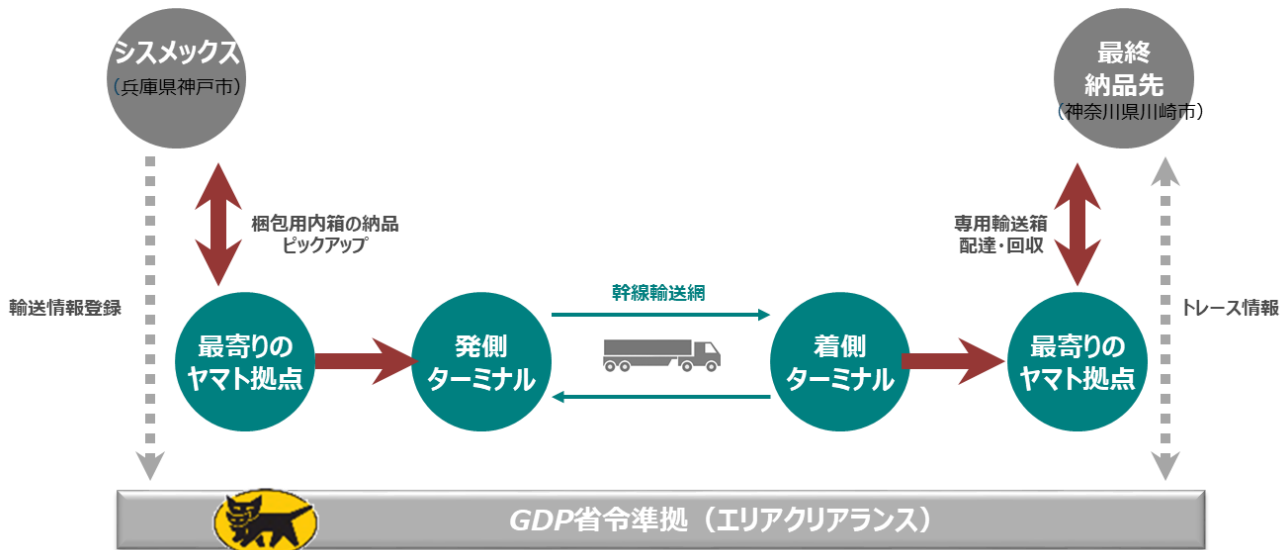 シスメックス
（兵庫県神戸市）
最終
納品先
（神奈川県川崎市）
梱包用内箱の納品
ピックアップ
専用輸送箱
配達・回収
輸送情報登録
幹線輸送網
トレース情報
最寄りの
ヤマト拠点
発側
ターミナル
着側
ターミナル
最寄りの
ヤマト拠点
GDP省令準拠（エリアクリアランス）